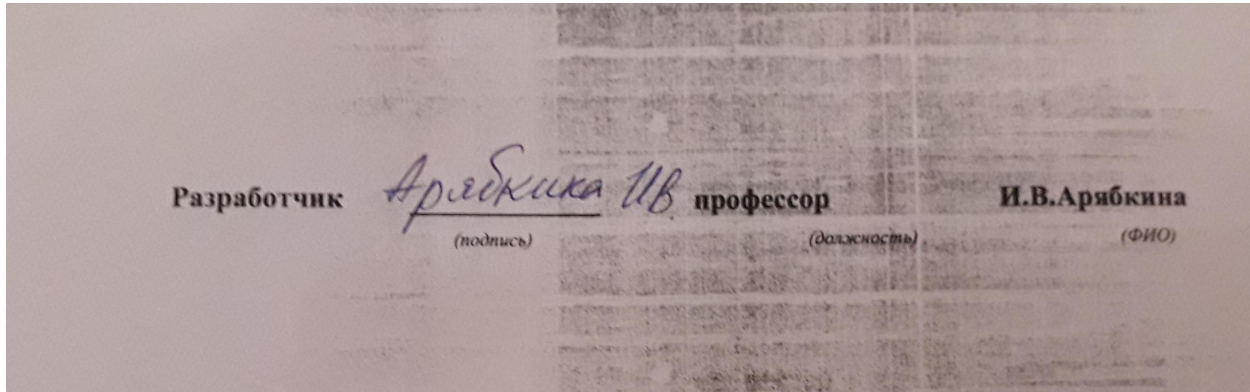 Разработчик Арябкина ИВ профессор И.В.Арябкина
(подпись) (должность) (ФИО)